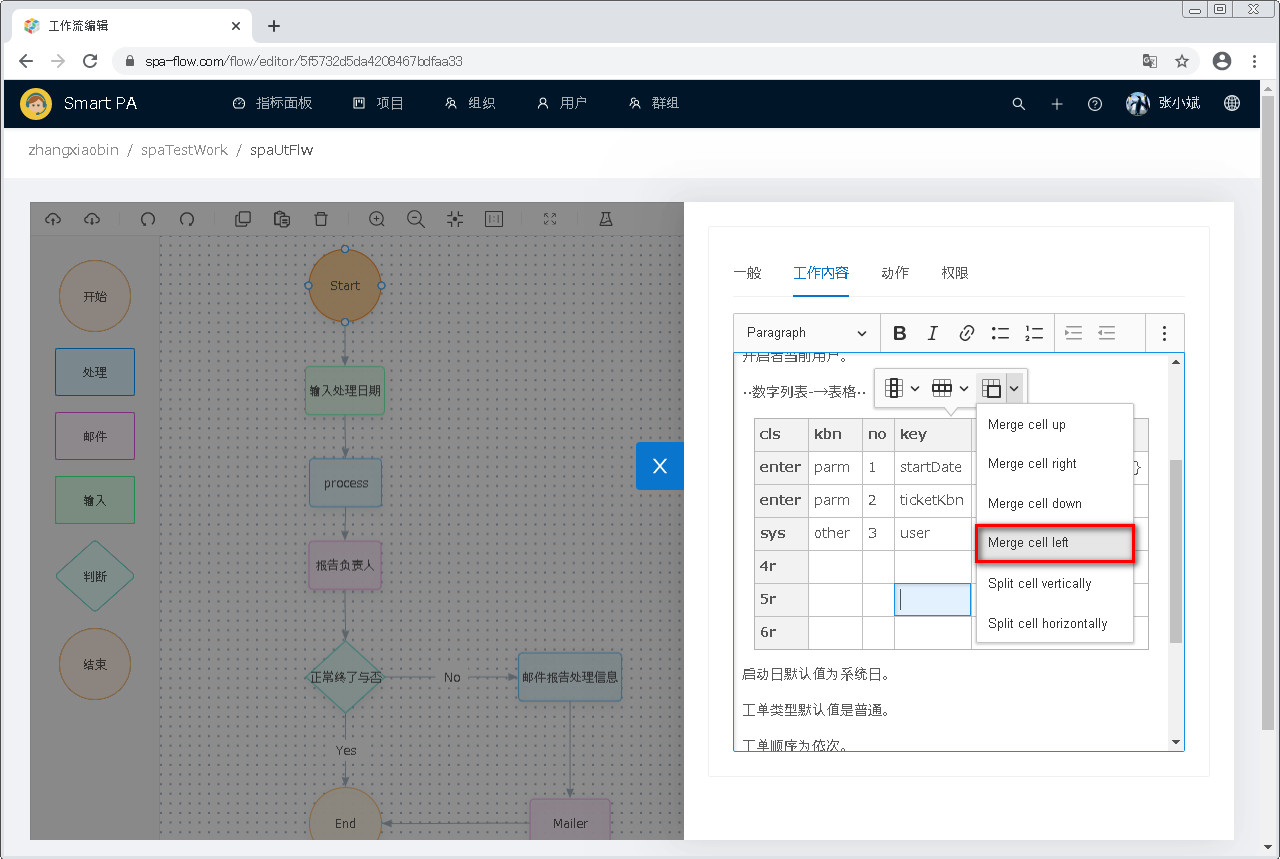 工作流编辑
spa-flow.com/flow/editor/5f5732d5da4208467bdfaa33
Smart PA 指标面板 项目 组织 用户 群组 张小斌
zhangxiaobin / spaTestWork / spaUtFlw
开始
处理
邮件
输入
判断
结束
Start
输入处理日期
process
报告负责人
正常终了与否
No
邮件报告处理信息
Yes
End
Mailer
X
一般 工作内容 动作 权限
Paragraph
B I
开启者当前用户。
··数字列表-→表格··
cls kbn no key
enter parm 1 startDate }
enter parm 2 ticketKbn
sys other 3 user
4r
5r
6r
Merge cell up
Merge cell right
Merge cell down
Merge cell left
Split cell vertically
Split cell horizontally
启动日默认值为系统日。
工单类型默认值是普通。
工单顺序为依次。